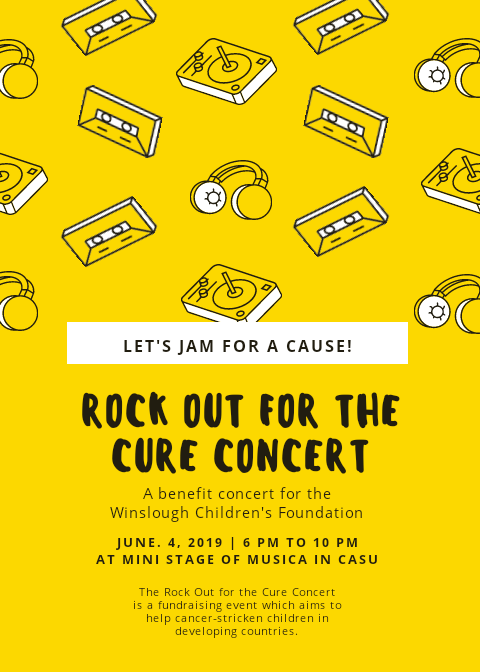 LET'S JAM FOR A CAUSE!
ROCK OUT FOR THE
CURE CONCERT
A benefit concert for the
Winslough Children's Foundation
JUNE. 4, 2019 | 6 PM TO 10 PM
AT MINI STAGE OF MUSICA IN CASU
The Rock Out for the Cure Concert
is a fundraising event which aims to
help cancer-stricken children in
developing countries.